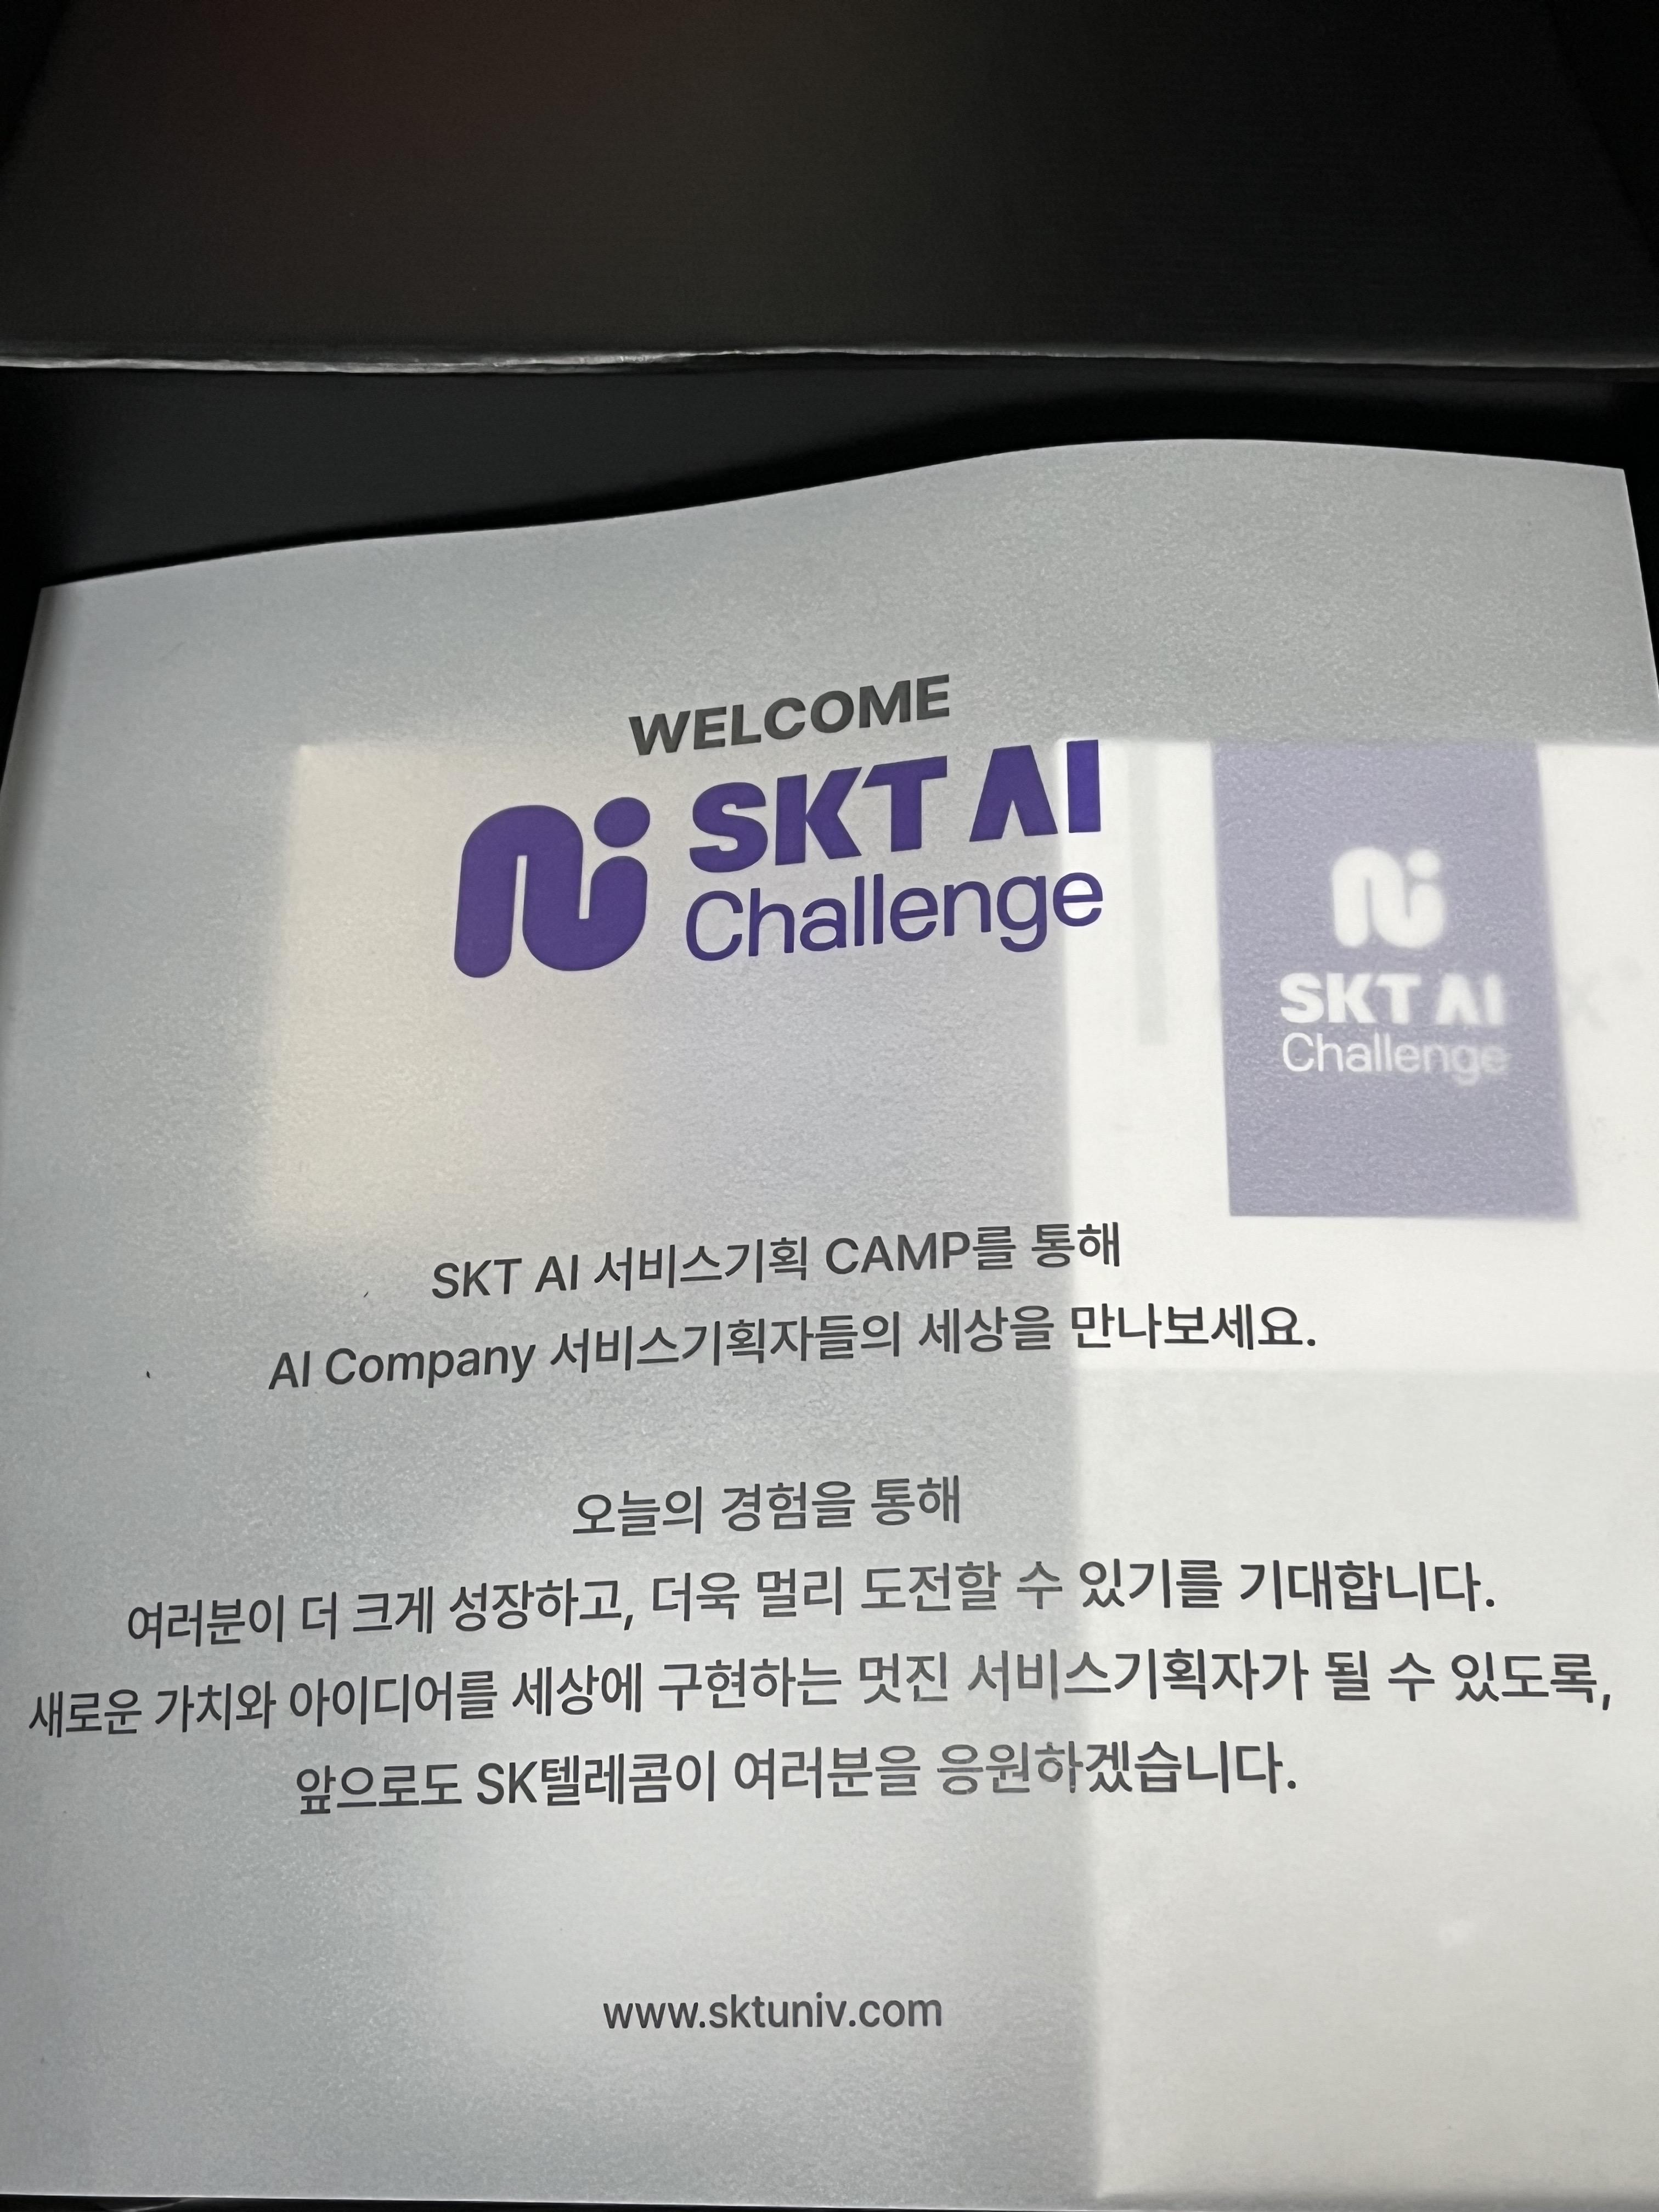 WELCOME
SKT AI
Challenge
SKT AI
Challenge
SKT AI 서비스기획 CAMP를 통해
AI Company 서비스기획자들의 세상을 만나보세요.
오늘의 경험을 통해
여러분이 더 크게 성장하고, 더욱 멀리 도전할 수 있기를 기대합니다.
새로운 가치와 아이디어를 세상에 구현하는 멋진 서비스기획자가 될 수 있도록,
앞으로도 SK텔레콤이 여러분을 응원하겠습니다.
www.sktuniv.com